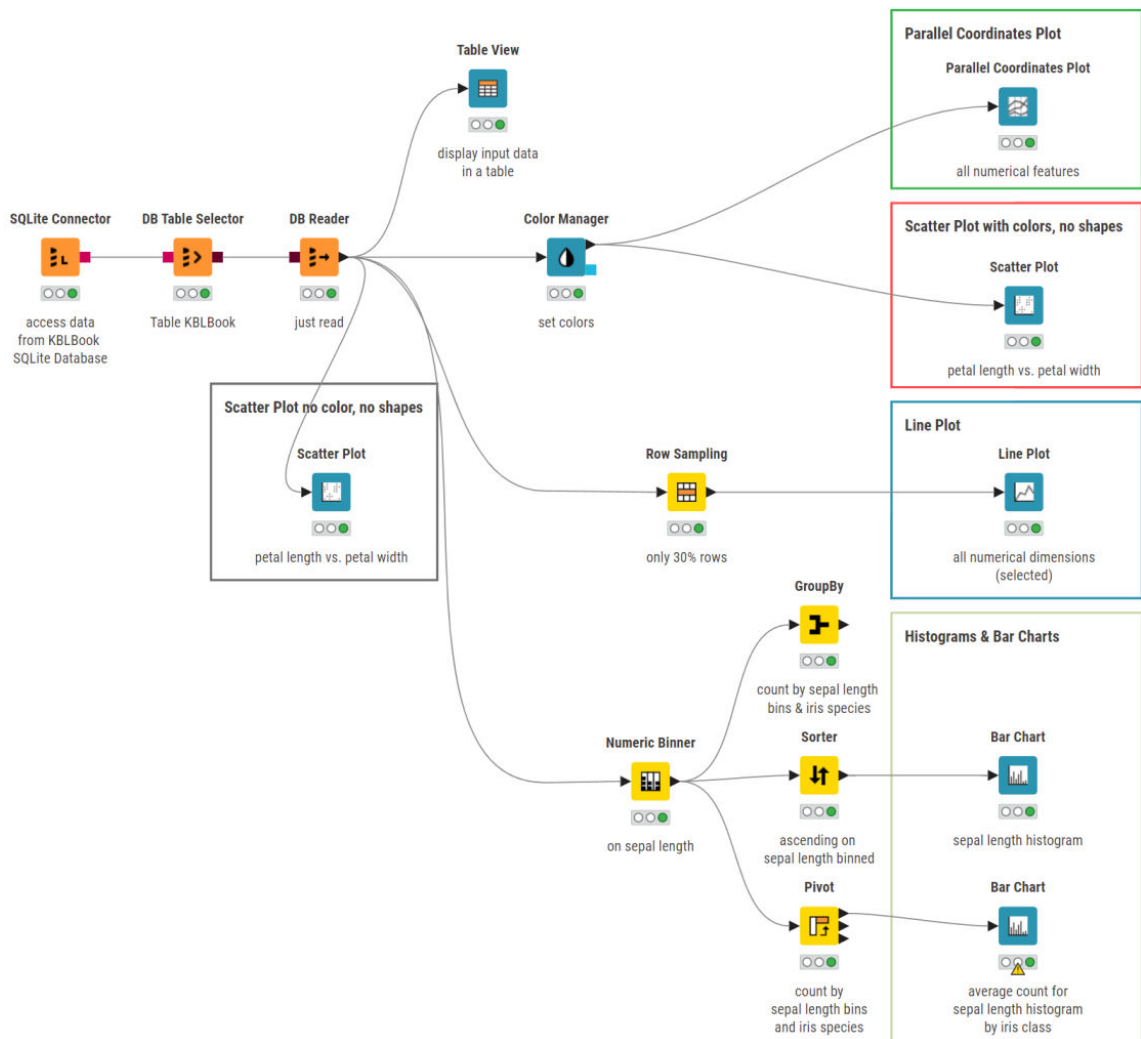 Parallel Coordinates Plot
Table View
Parallel Coordinates Plot
display input data
in a table
all numerical features
SQLite Connector
DB Table Selector
DB Reader
Color Manager
Scatter Plot with colors, no shapes
Scatter Plot
access data
from KBLBook
SQLite Database
Table KBLBook
just read
set colors
petal length vs. petal width
Scatter Plot no color, no shapes
Scatter Plot
petal length vs. petal width
Line Plot
Row Sampling
Line Plot
only 30% rows
all numerical dimensions
(selected)
GroupBy
Histograms & Bar Charts
count by sepal length
bins & iris species
Numeric Binner
Sorter
Bar Chart
on sepal length
ascending on
sepal length binned
sepal length histogram
Pivot
Bar Chart
count by
sepal length bins
and iris species
average count for
sepal length histogram
by iris class